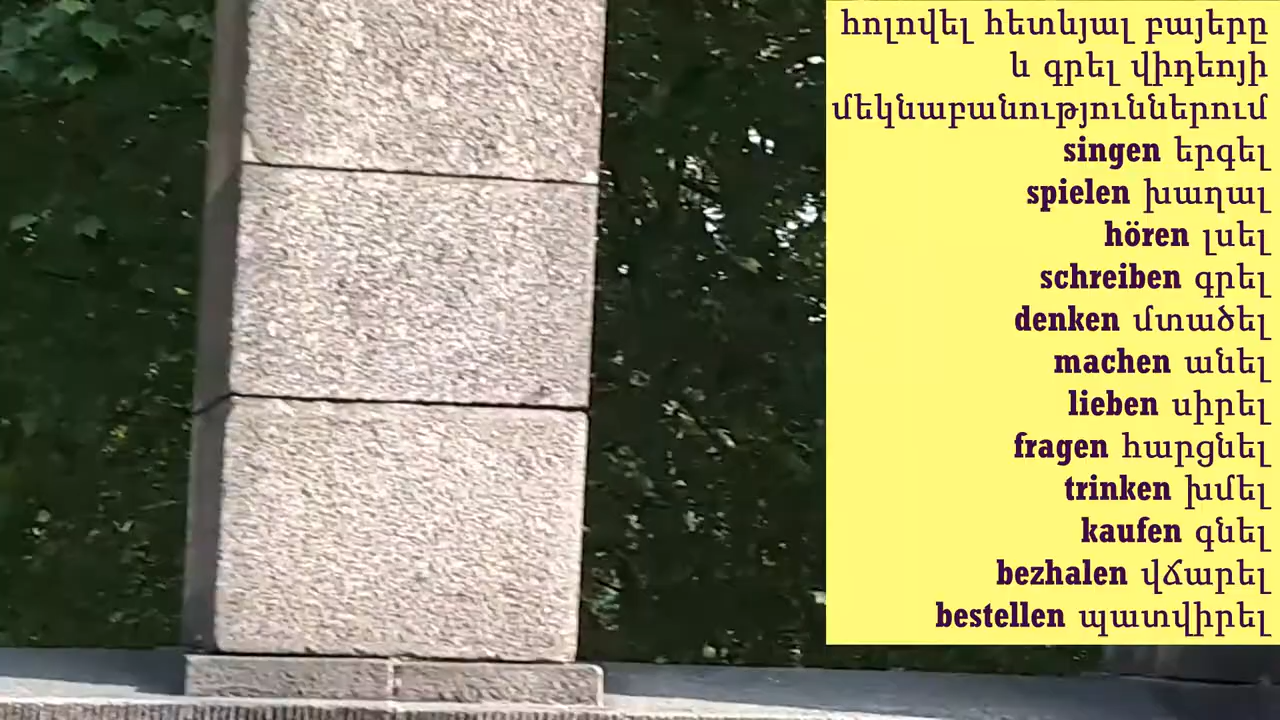 հոլովել հետևյալ բայերը
և գրել վիդեոյի
մեկնաբանություններում
singen երգել
spielen խաղալ
hören լսել
schreiben գրել
denken մտածել
machen անել
lieben սիրել
fragen հարցնել
trinken խմել
kaufen գնել
bezhalen վճարել
bestellen պատվիրել